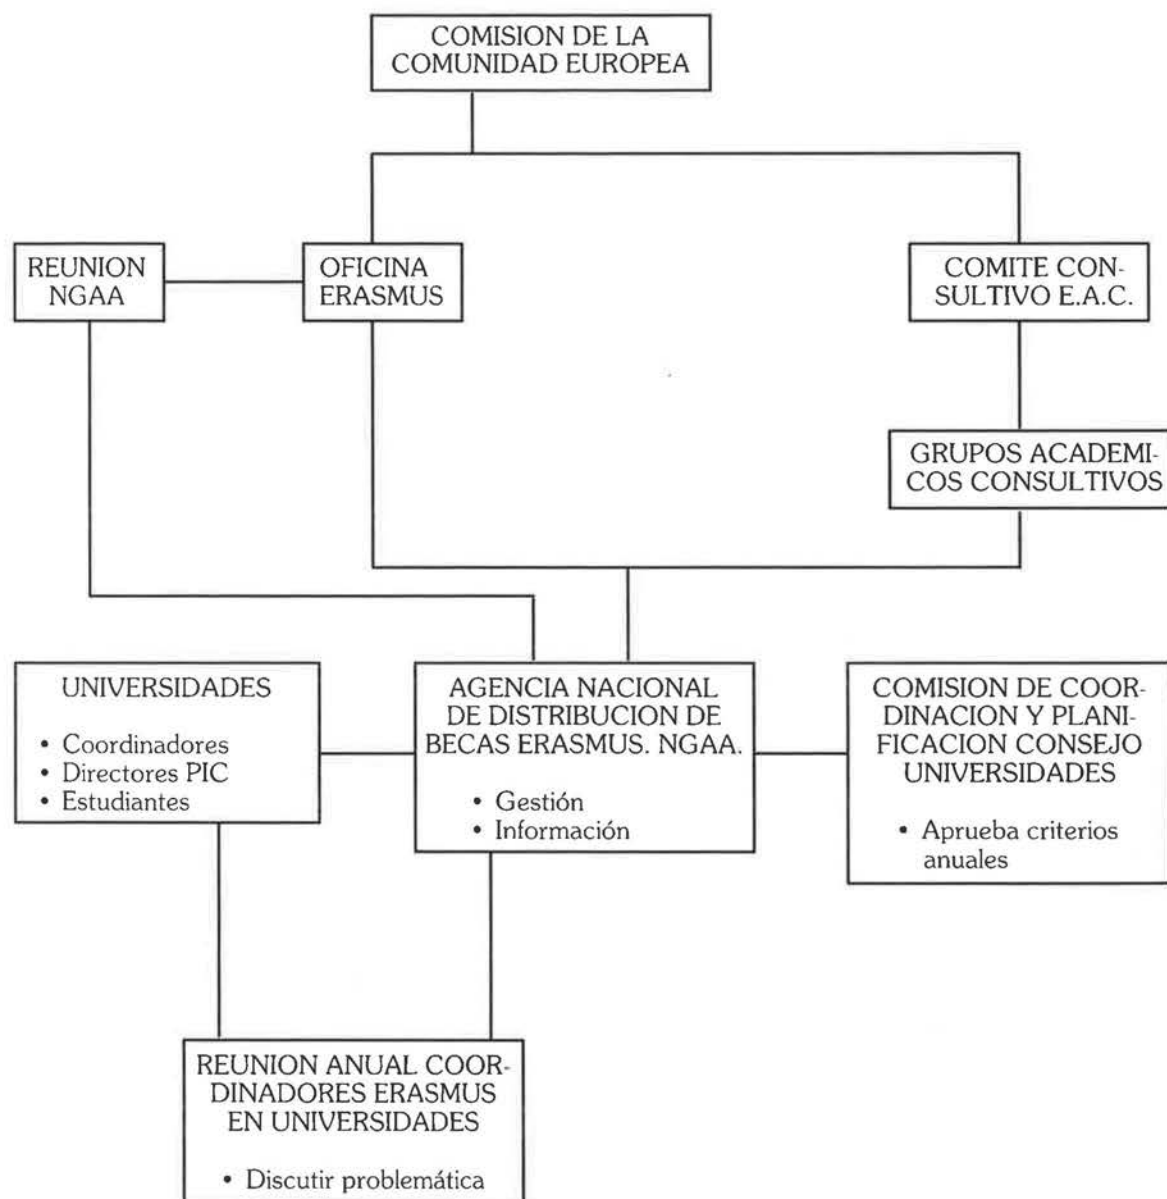 COMISION DE LA
COMUNIDAD EUROPEA
REUNION
NGAA
OFICINA
ERASMUS
COMITE CON-
SULTIVO E.A.C.
GRUPOS ACADEMI-
COS CONSULTIVOS
UNIVERSIDADES
• Coordinadores
• Directores PIC
• Estudiantes
AGENCIA NACIONAL
DE DISTRIBUCION DE
BECAS ERASMUS. NGAA.
• Gestión
• Información
COMISION DE COOR-
DINACION Y PLANI-
FICACION CONSEJO
UNIVERSIDADES
• Aprueba criterios
anuales
REUNION ANUAL COOR-
DINADORES ERASMUS
EN UNIVERSIDADES
• Discutir problemática